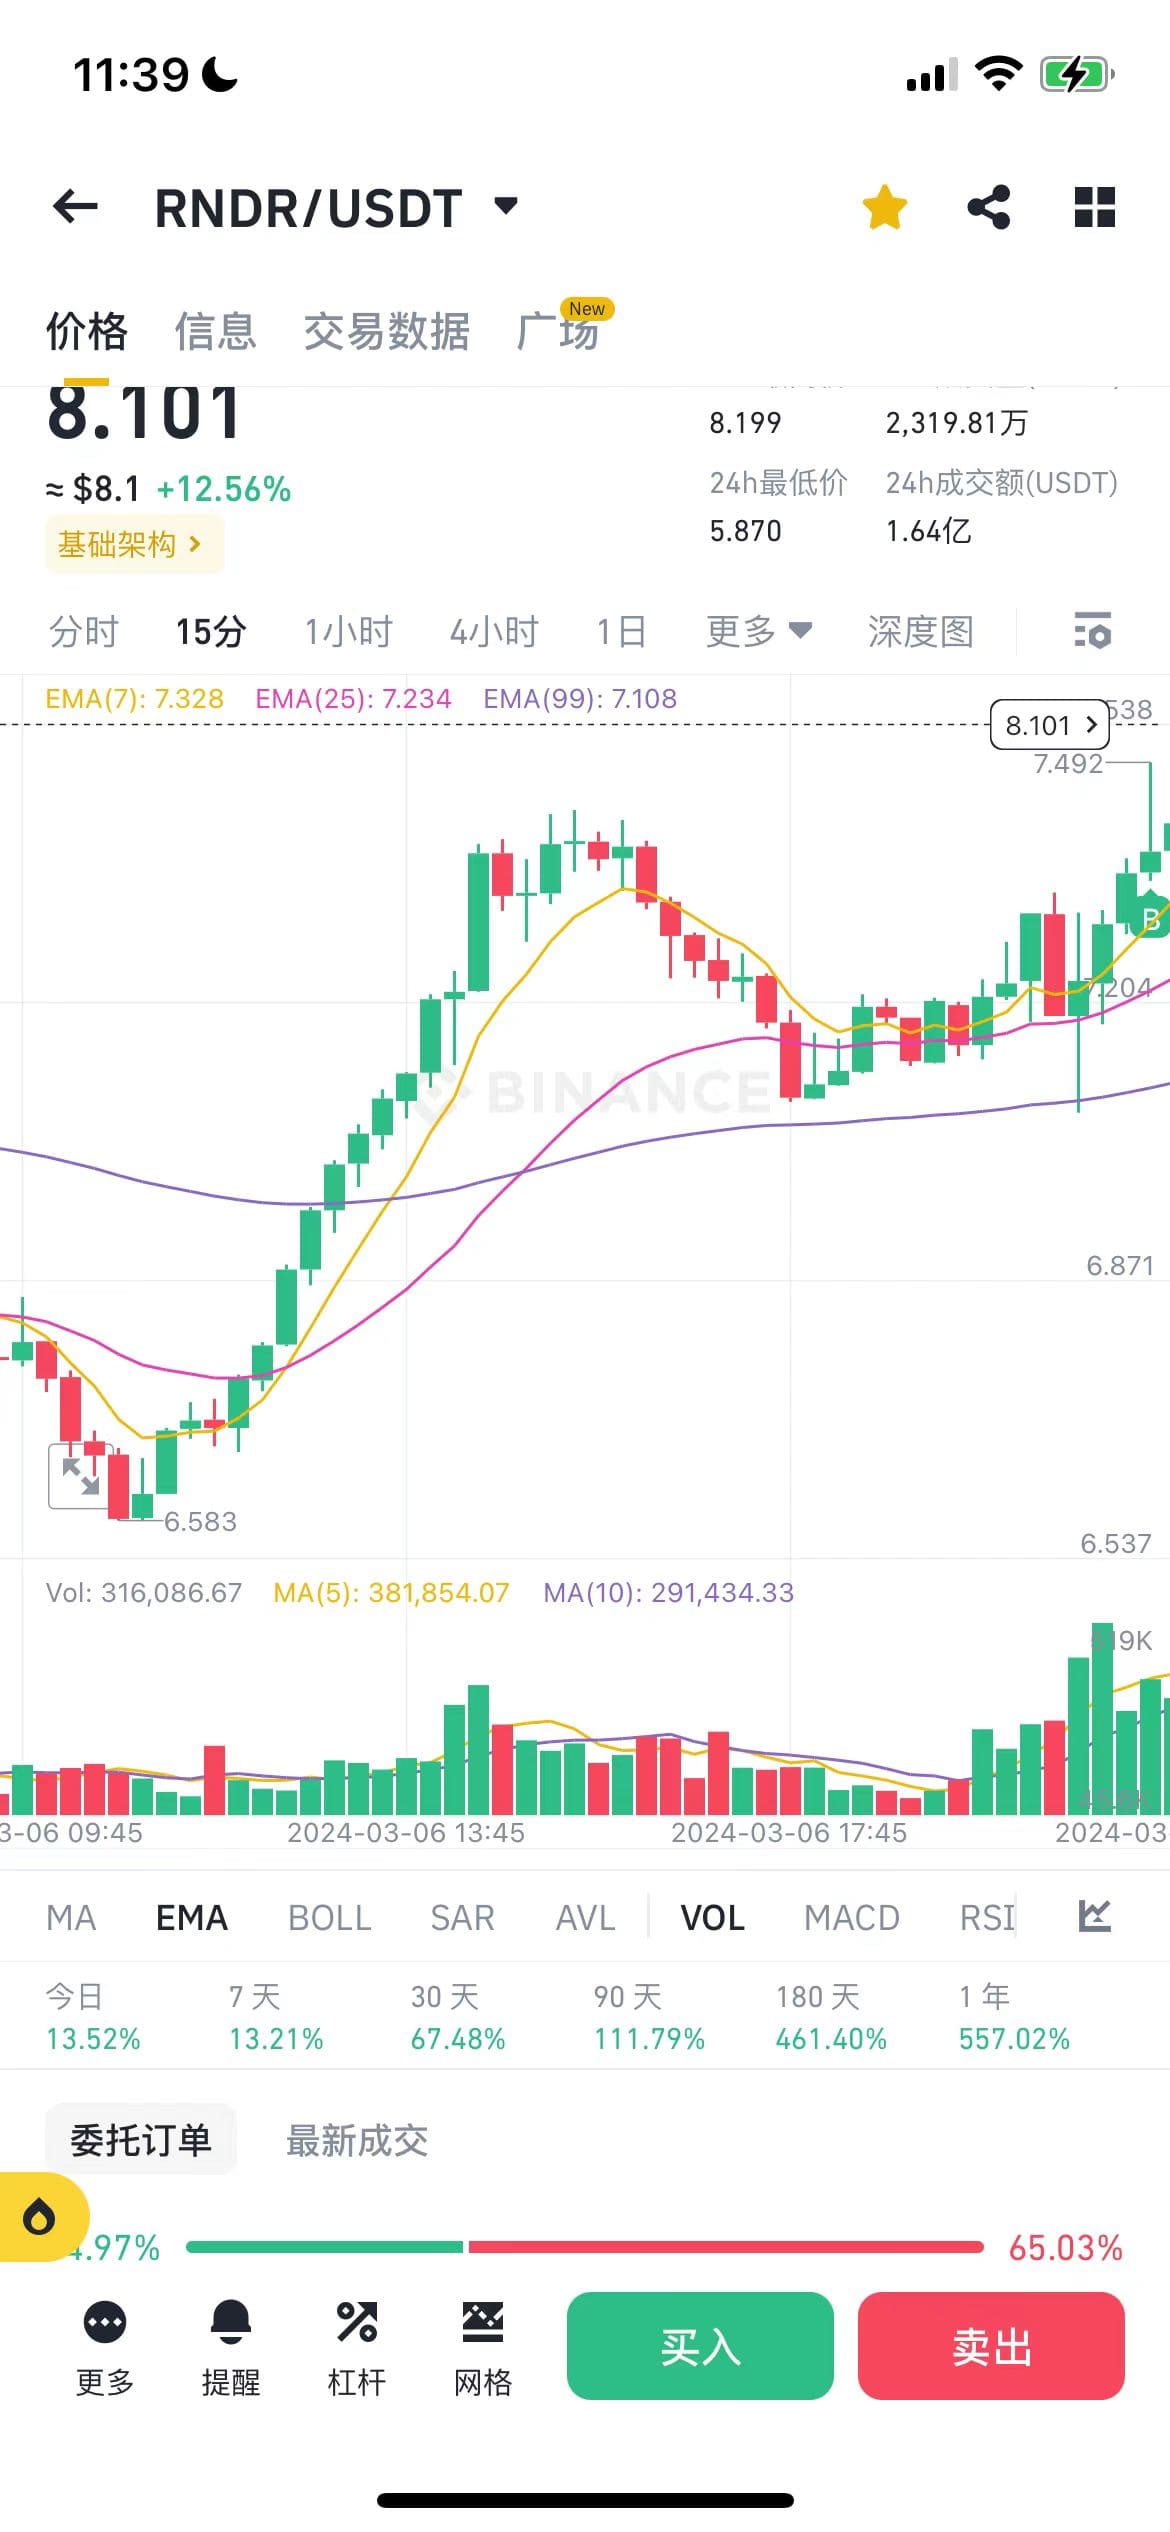 11:39
RNDR/USDT
价格 信息 交易数据 广场 New
8.101
8.199 2,319.81万
≈ $8.1 +12.56%
24h最低价 24h成交额(USDT)
5.870 1.64亿
基础架构
分时 15分 1小时 4小时 1日 更多 深度图
EMA(7): 7.328 EMA(25): 7.234 EMA(99): 7.108
8.101
7.492
7.204
BINANCE
6.871
6.583
6.537
B
Vol: 316,086.67 MA(5): 381,854.07 MA(10): 291,434.33
3-06 09:45 2024-03-06 13:45 2024-03-06 17:45 2024-03
MA EMA BOLL SAR AVL VOL MACD RSI
今日 7 天 30 天 90 天 180 天 1 年
13.52% 13.21% 67.48% 111.79% 461.40% 557.02%
委托订单 最新成交
.97% 65.03%
更多 提醒 杠杆 网格 买入 卖出